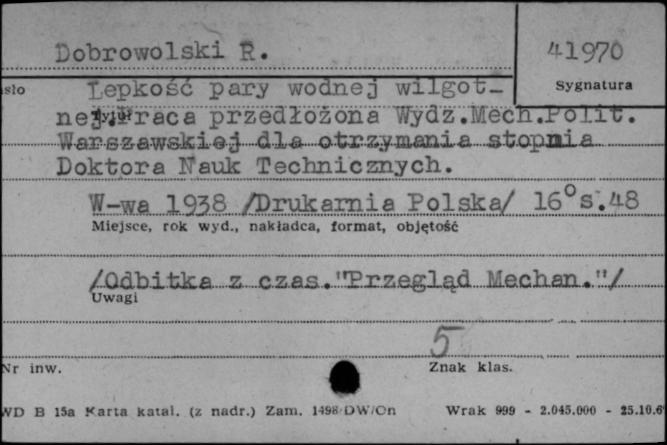 Dobrowolski R.
41970
Sygnatura
Lepkość pary wodnej wilgot-
nej.Praca przedłożona Wydz.Mech.Polit.
Warszawskiej dla otrzymania stopnia
Doktora Nauk Technicznych.
W-wa 1938 /Drukarnia Polska/ 16° s.48
Miejsce, rok wyd., nakładca, format, objętość
/Odbitka z czas."Przegląd Mechan."/
Uwagi
5
Nr inw.
Znak klas.
WD B 15a Karta katal. (z nadr.) Zam. 1498/DW/On Wrak 999 - 2.045.000 - 25.10.6